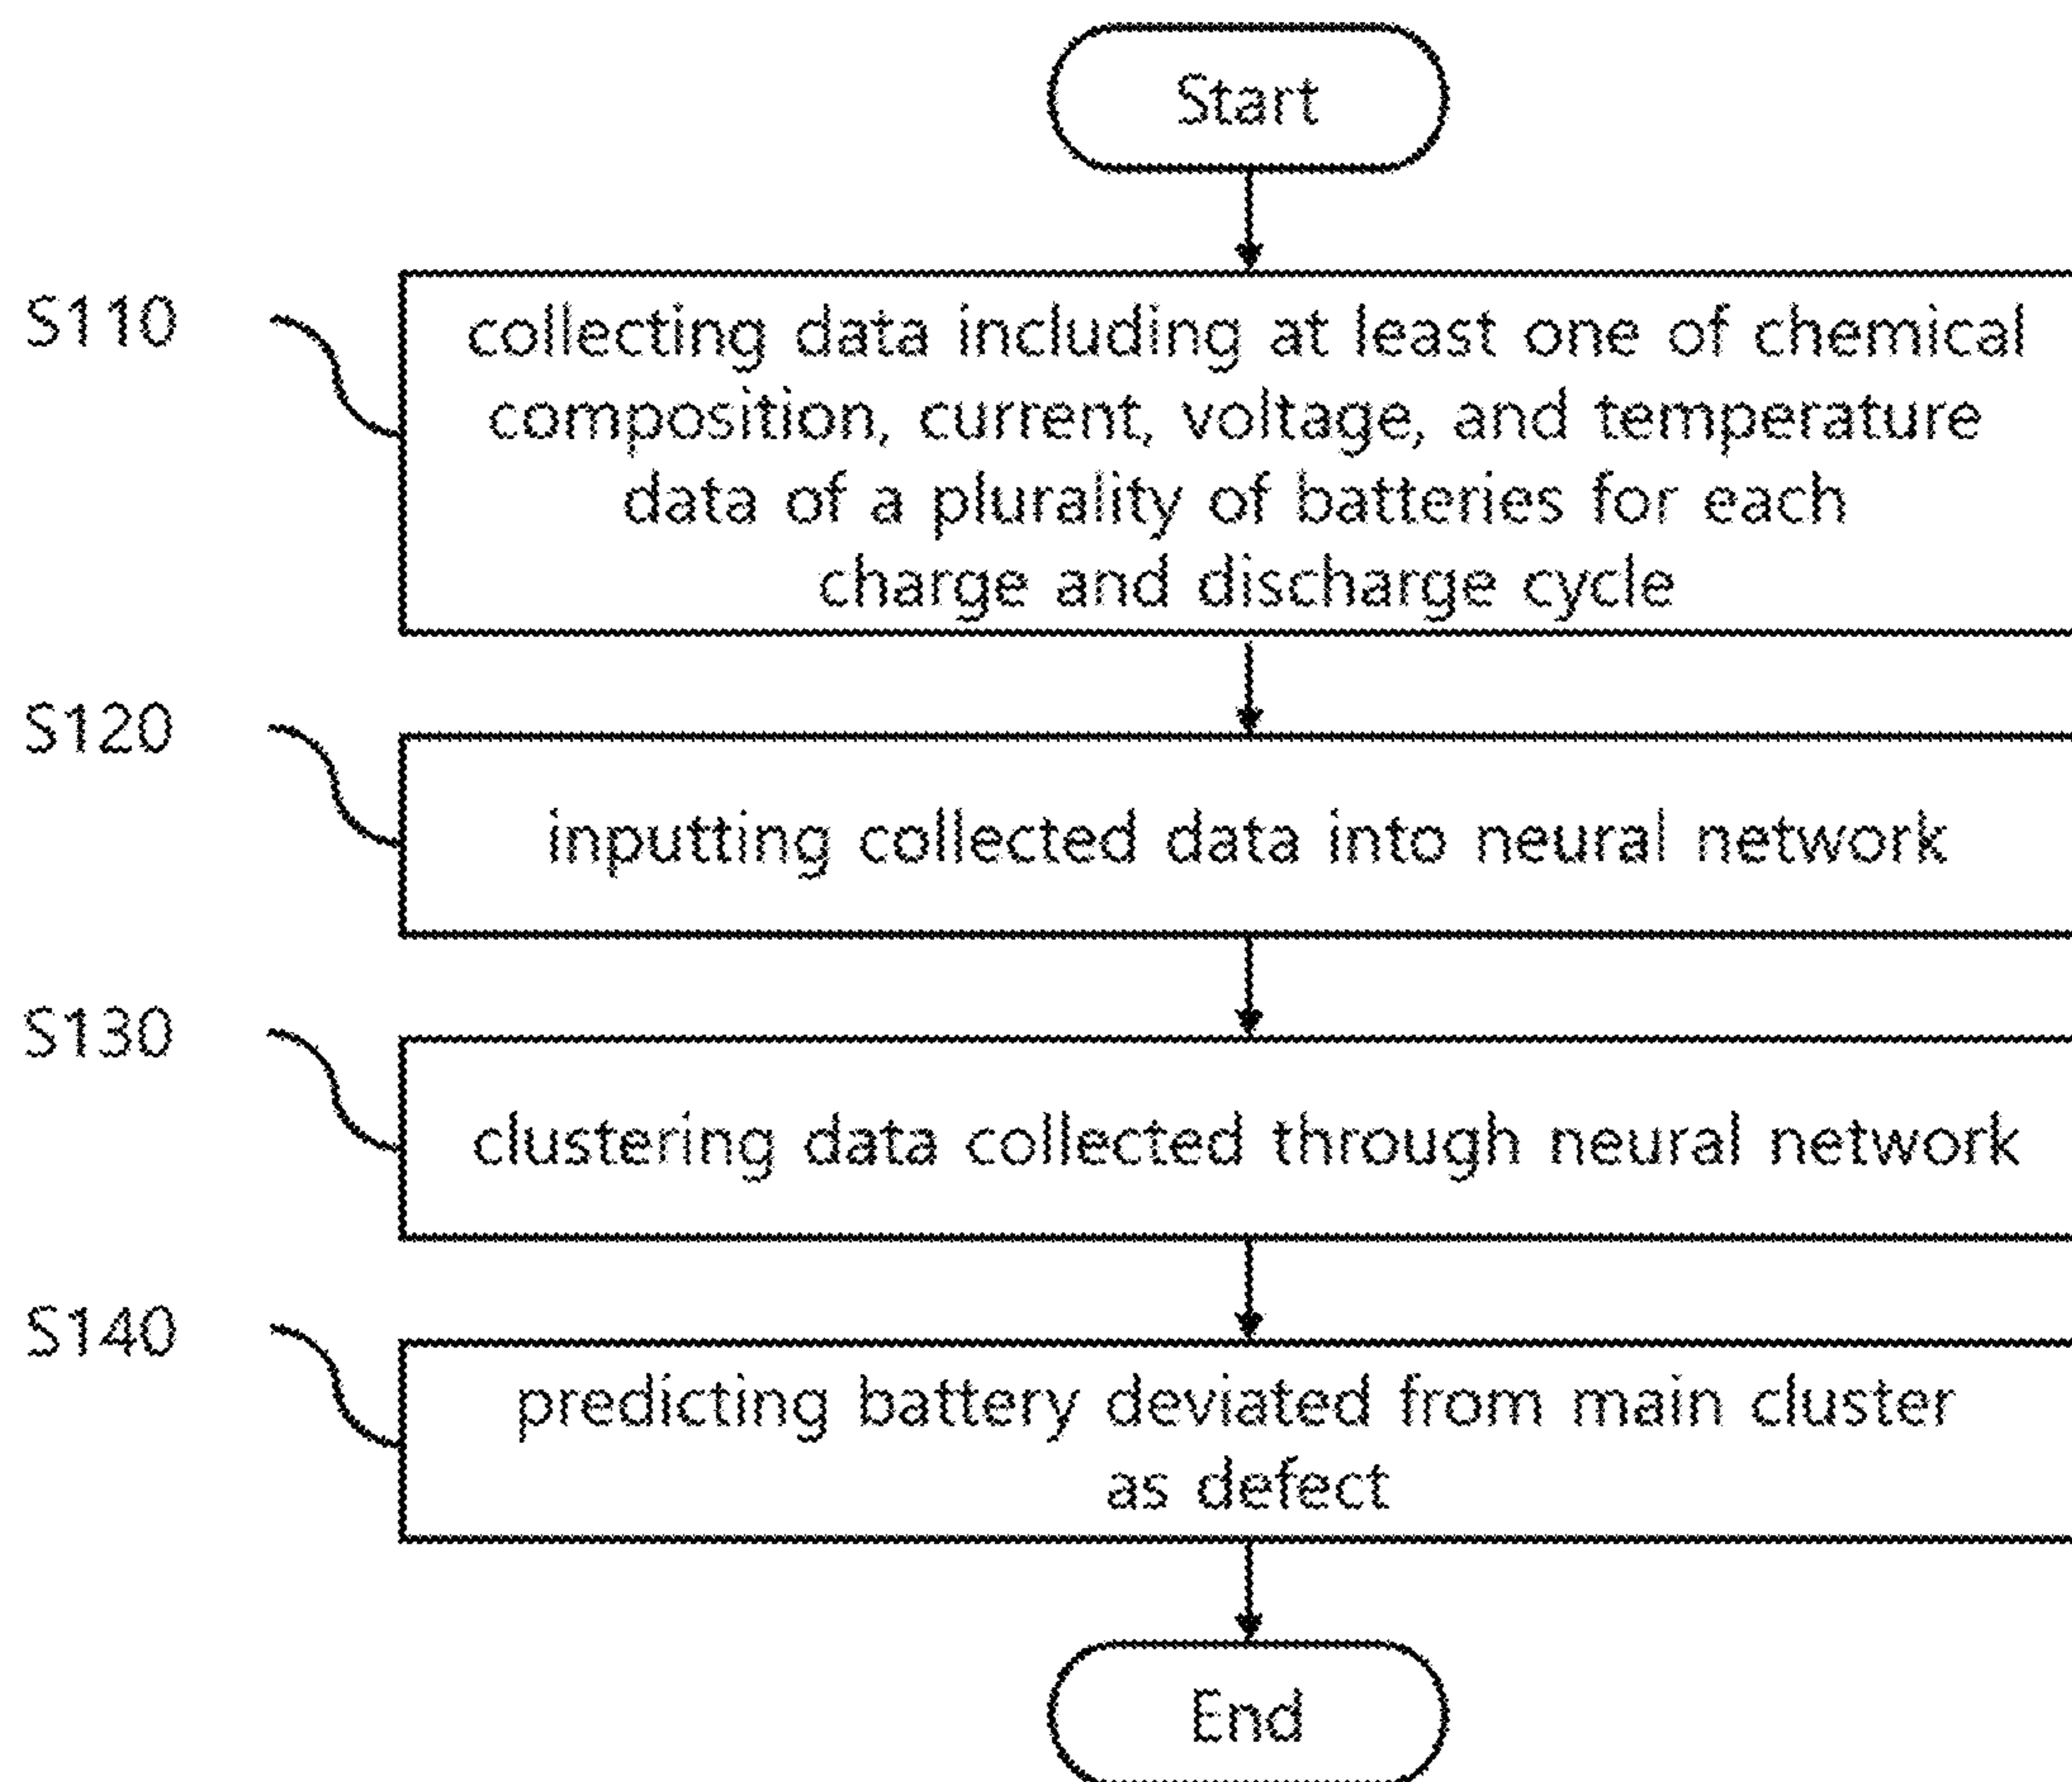 Start
S110
collecting data including at least one of chemical
composition, current, voltage, and temperature
data of a plurality of batteries for each
charge and discharge cycle
S120
inputting collected data into neural network
S130
clustering data collected through neural network
S140
predicting battery deviated from main cluster
as defect
End